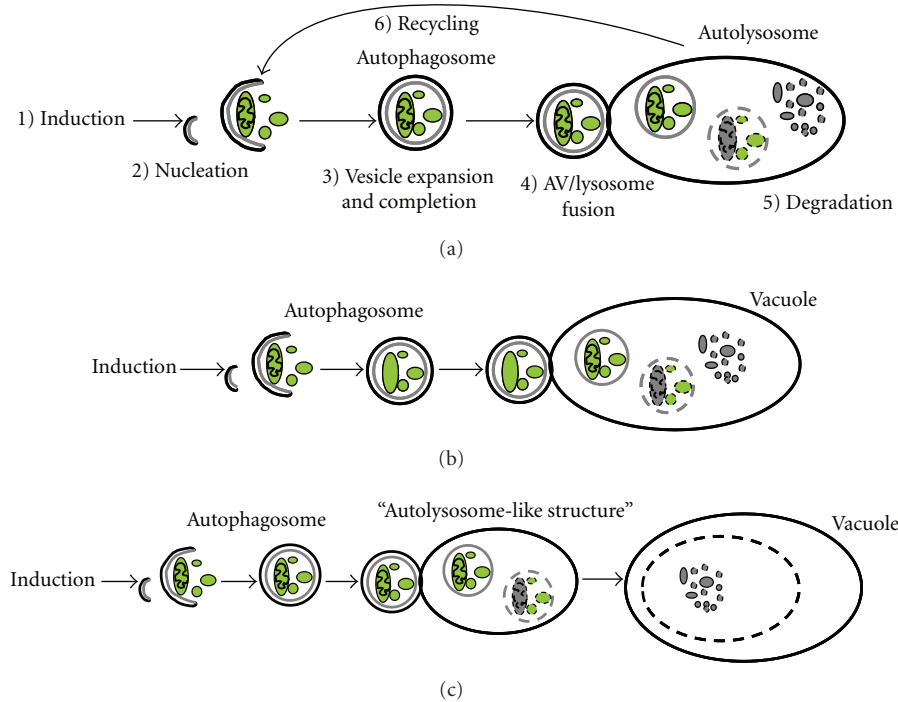 6) Recycling
Autophagosome
Autolysosome
1) Induction
2) Nucleation
3) Vesicle expansion
and completion
4) AV/lysosome
fusion
5) Degradation
(a)
Autophagosome
Vacuole
Induction
(b)
"Autolysosome-like structure"
Autophagosome
Vacuole
Induction
(c)